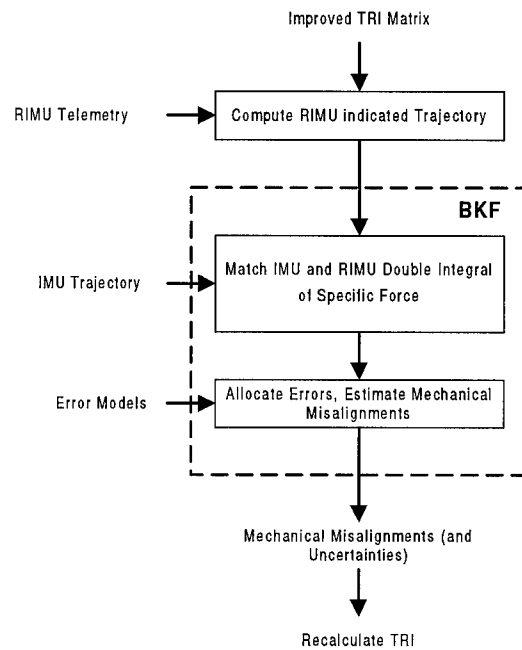 Improved TRI Matrix
RIMU Telemetry
Compute RIMU indicated Trajectory
BKF
IMU Trajectory
Match IMU and RIMU Double Integral
of Specific Force
Error Models
Allocate Errors, Estimate Mechanical
Misalignments
Mechanical Misalignments (and
Uncertainties)
Recalculate TRI